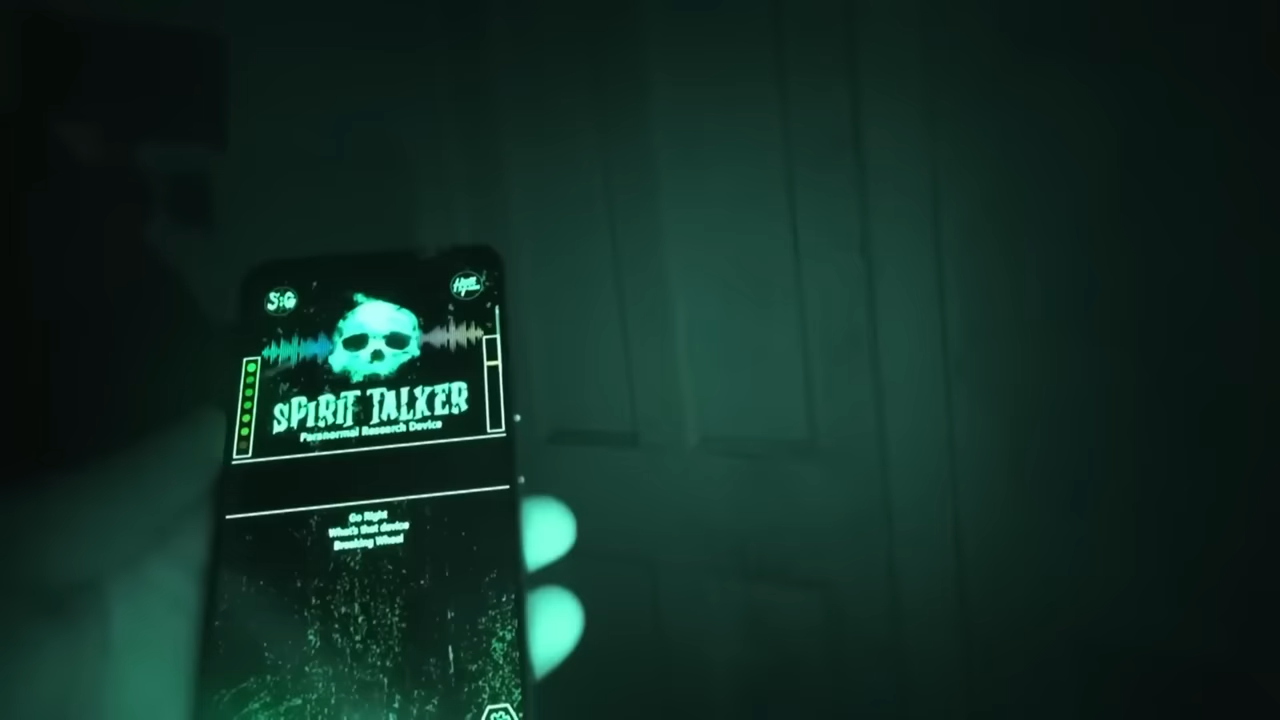 S:G
SPIRIT TALKER
Paranormal Research Device
Go Right
What's that device
Breaking Wheel